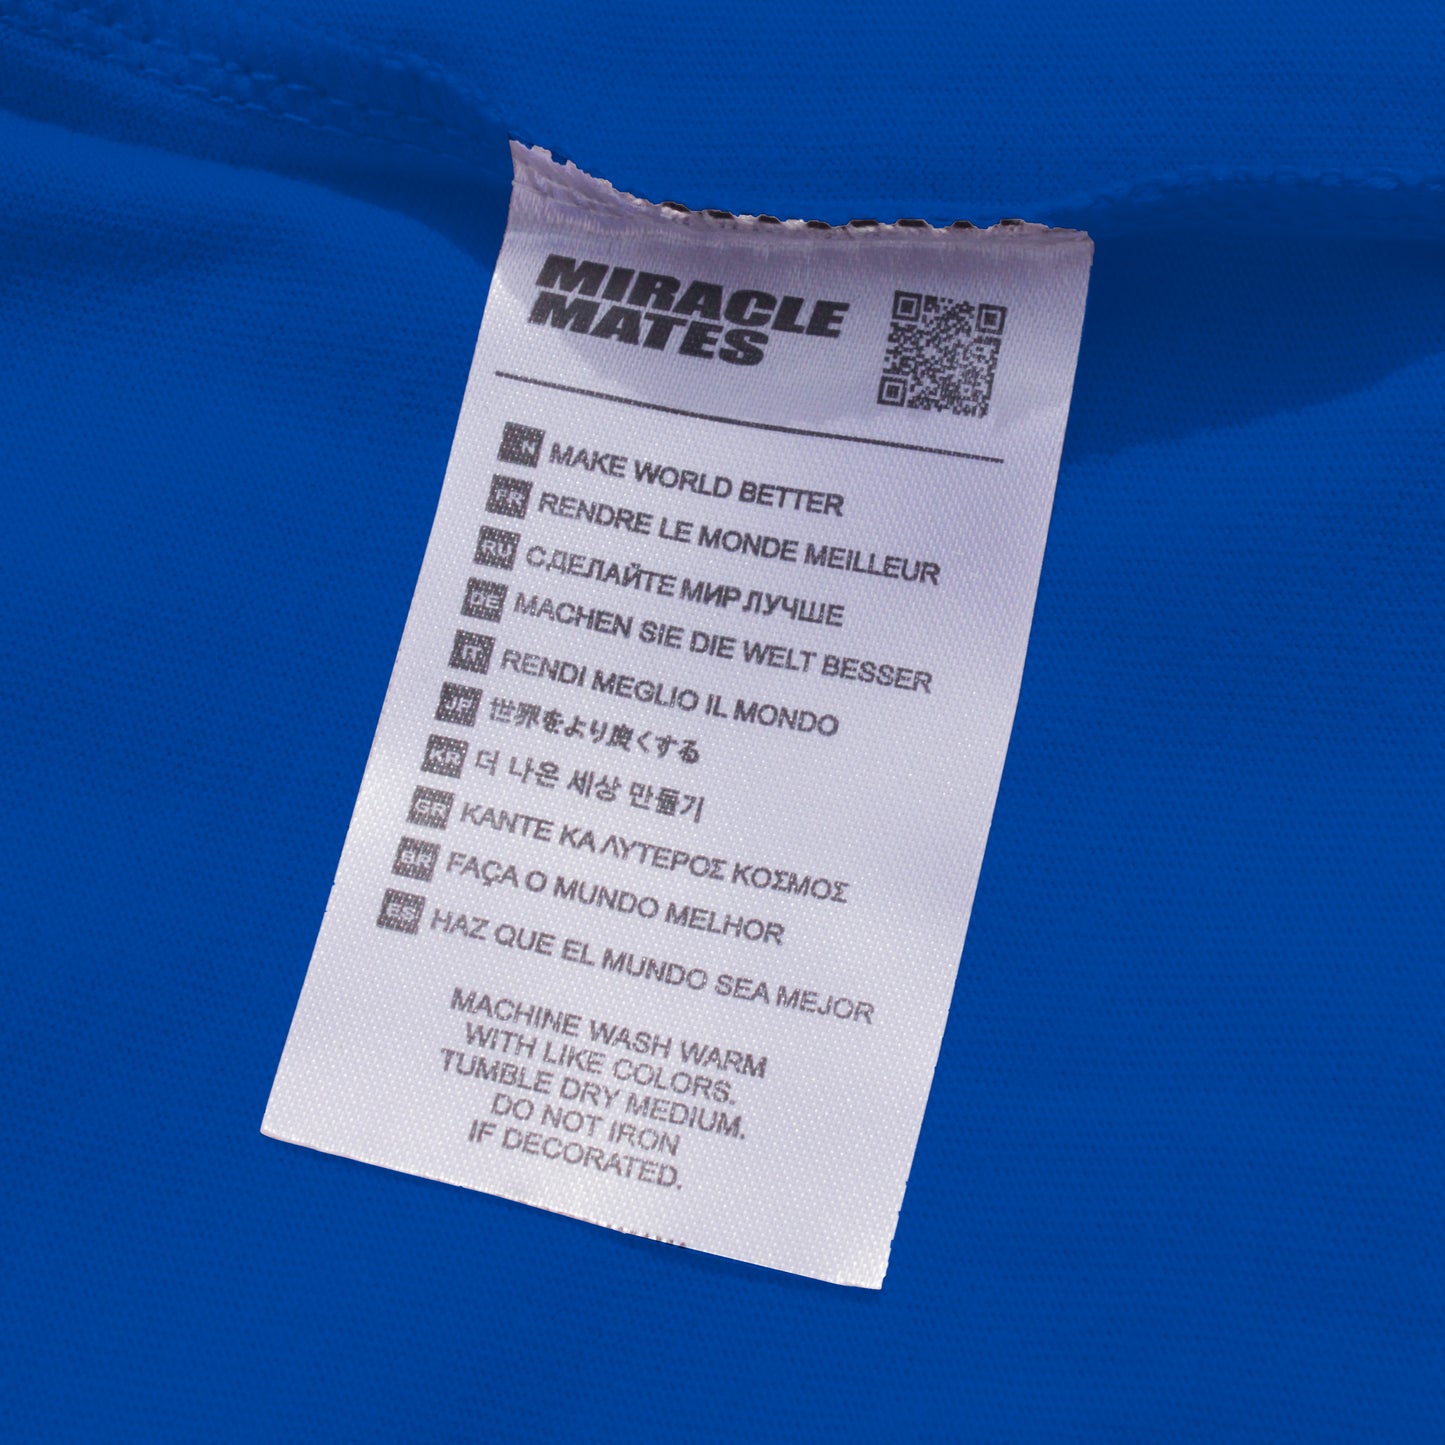 MIRACLE
MATES
MAKE WORLD BETTER
FR RENDRE LE MONDE MEILLEUR
RU СДЕЛАЙТЕ МИР ЛУЧШЕ
DE MACHEN SIE DIE WELT BESSER
IT RENDI MEGLIO IL MONDO
JP 世界をより良くする
KR 더 나은 세상 만들기
GR ΚΑΝΤΕ ΚΑΛΥΤΕΡΟΣ ΚΟΣΜΟΣ
BR FAÇA O MUNDO MELHOR
ES HAZ QUE EL MUNDO SEA MEJOR
MACHINE WASH WARM
WITH LIKE COLORS.
TUMBLE DRY MEDIUM.
DO NOT IRON
IF DECORATED.